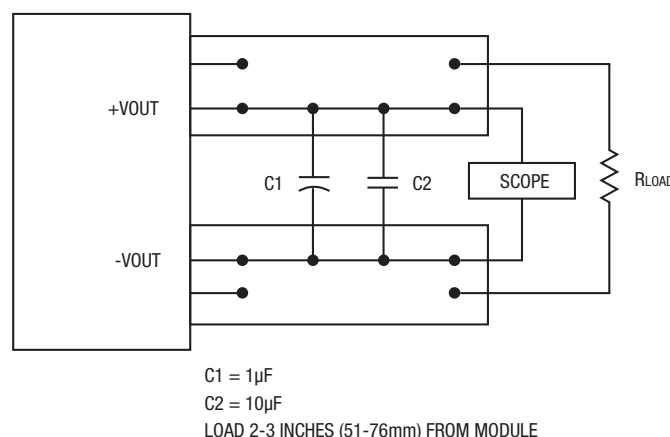 +VOUT
C1
C2
SCOPE
RLOAD
-VOUT
C1 = 1µF
C2 = 10µF
LOAD 2-3 INCHES (51-76mm) FROM MODULE